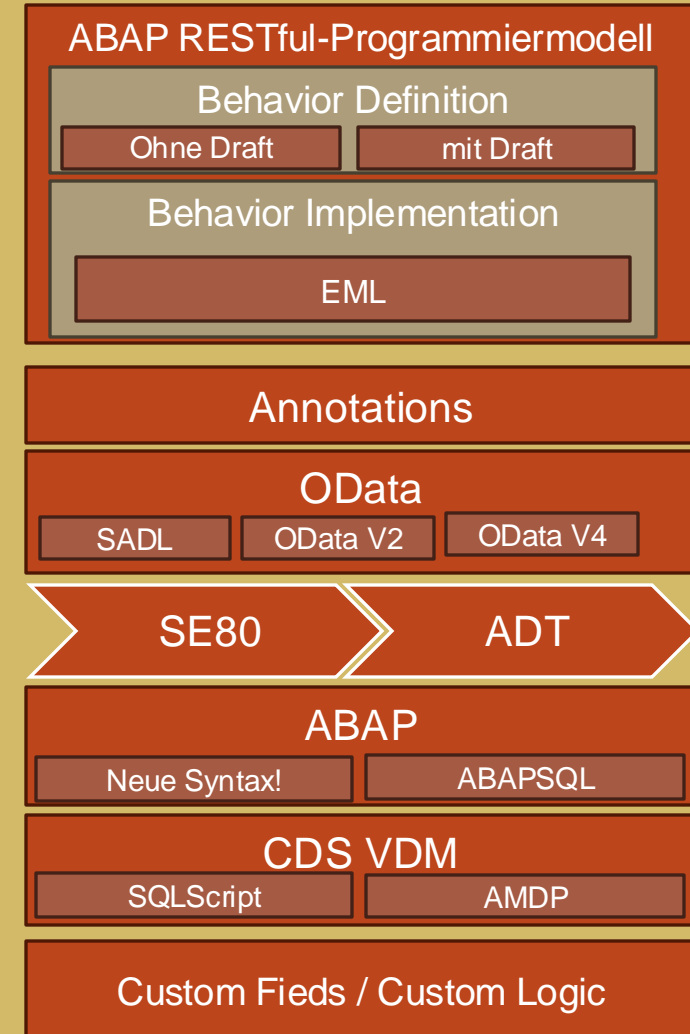 ABAP RESTful-Programmiermodell
Behavior Definition
Ohne Draft
mit Draft
Behavior Implementation
EML
Annotations
OData
SADL
OData V2
OData V4
SE80
ADT
ABAP
Neue Syntax!
ABAPSQL
CDS VDM
SQLScript
AMDP
Custom Fieds / Custom Logic